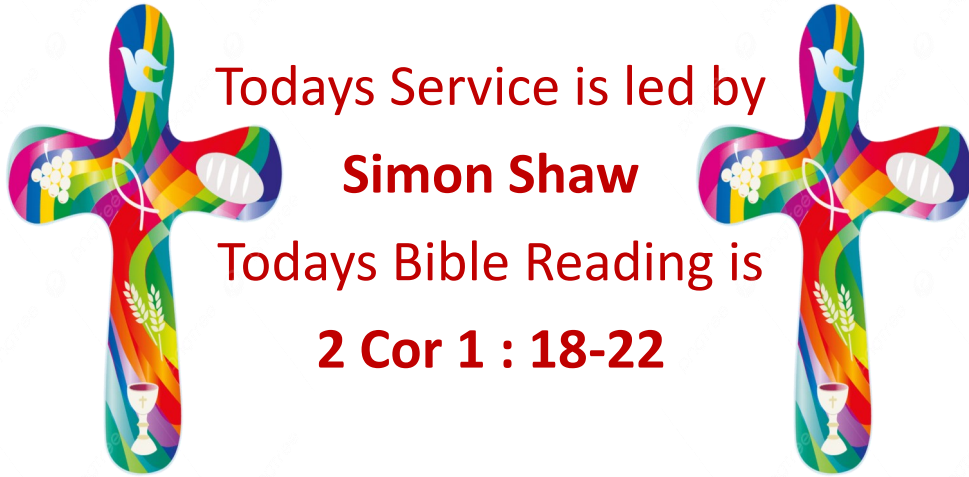 Todays Service is led by
Simon Shaw
Todays Bible Reading is
2 Cor 1 : 18-22